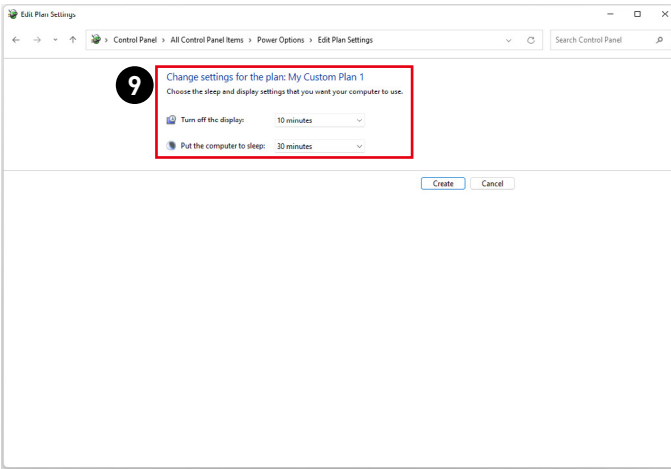 Edit Plan Settings
Control Panel > All Control Panel Items > Power Options > Edit Plan Settings
Search Control Panel
9
Change settings for the plan: My Custom Plan 1
Choose the sleep and display settings that you want your computer to use.
Turn off the display: 10 minutes
Put the computer to sleep: 30 minutes
Create Cancel